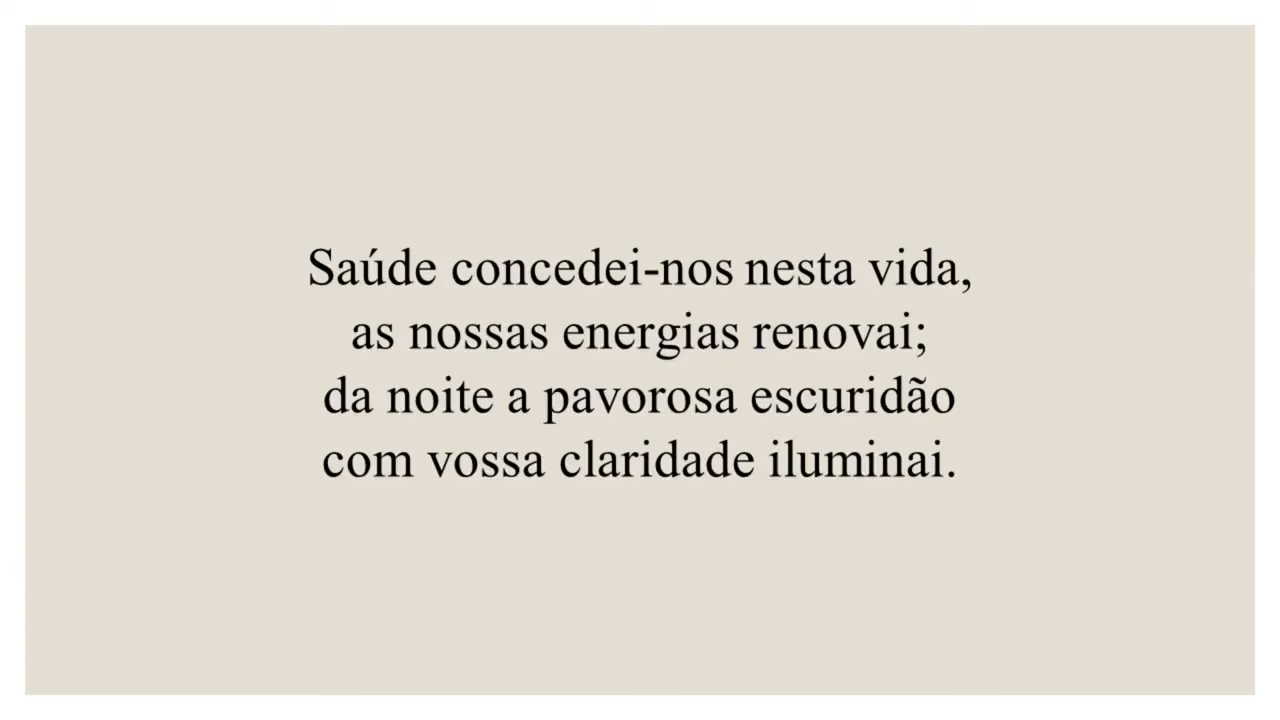 Saúde concedei-nos nesta vida,
as nossas energias renovai;
da noite a pavorosa escuridão
com vossa claridade iluminai.